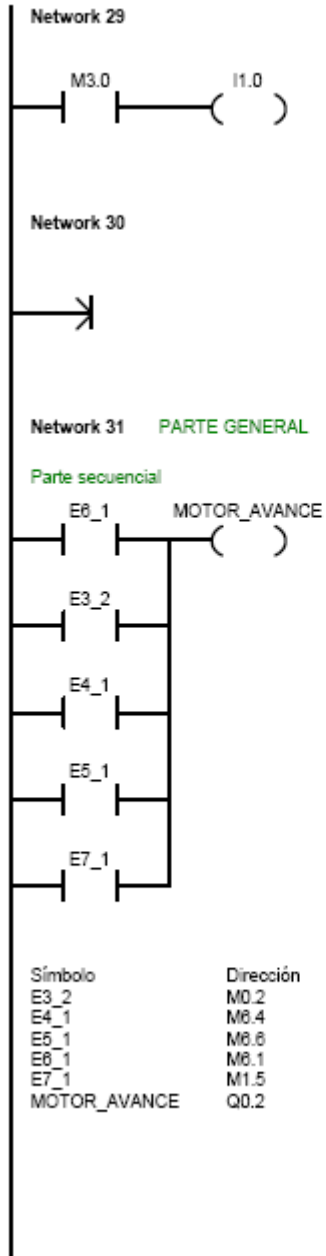 Network 29
M3.0 I1.0
Network 30
Network 31 PARTE GENERAL
Parte secuencial
E6_1 MOTOR_AVANCE
E3_2
E4_1
E5_1
E7_1
Símbolo Dirección
E3_2 M0.2
E4_1 M6.4
E5_1 M6.6
E6_1 M6.1
E7_1 M1.5
MOTOR_AVANCE Q0.2